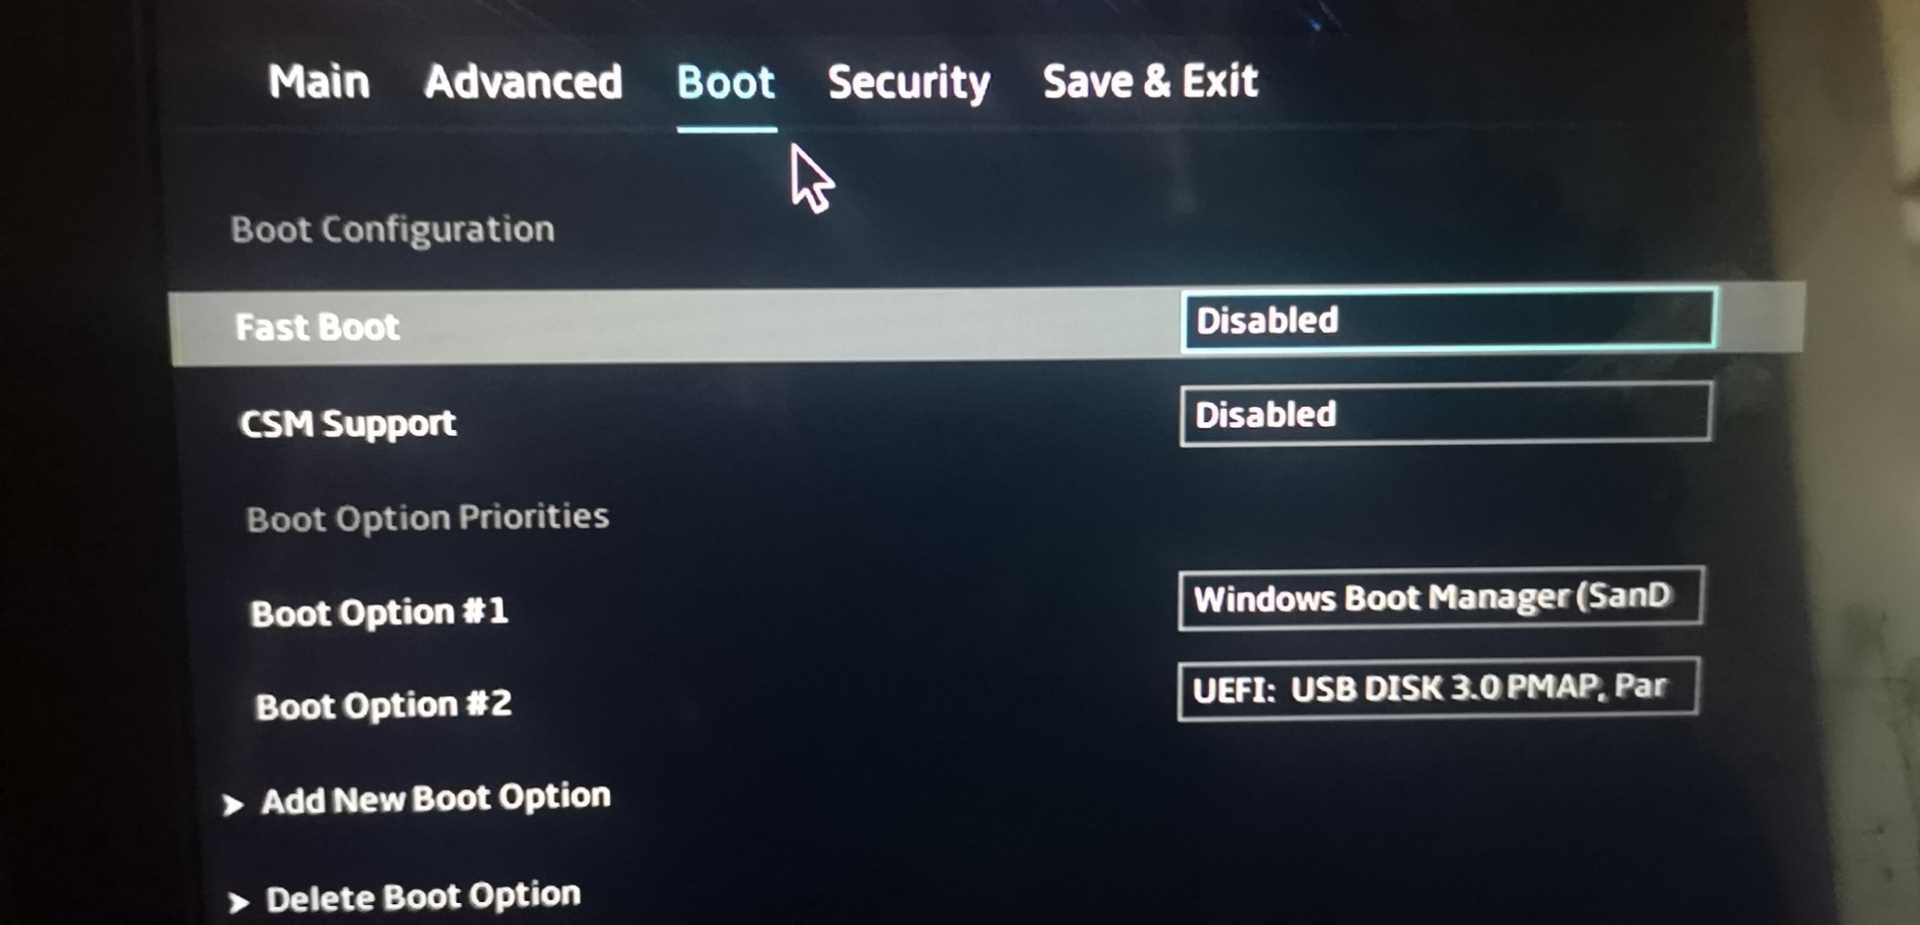 Main Advanced Boot Security Save & Exit
Boot Configuration
Fast Boot Disabled
CSM Support Disabled
Boot Option Priorities
Boot Option #1 Windows Boot Manager (SanD
Boot Option #2 UEFI: USB DISK 3.0 PMAP, Par
Add New Boot Option
Delete Boot Option